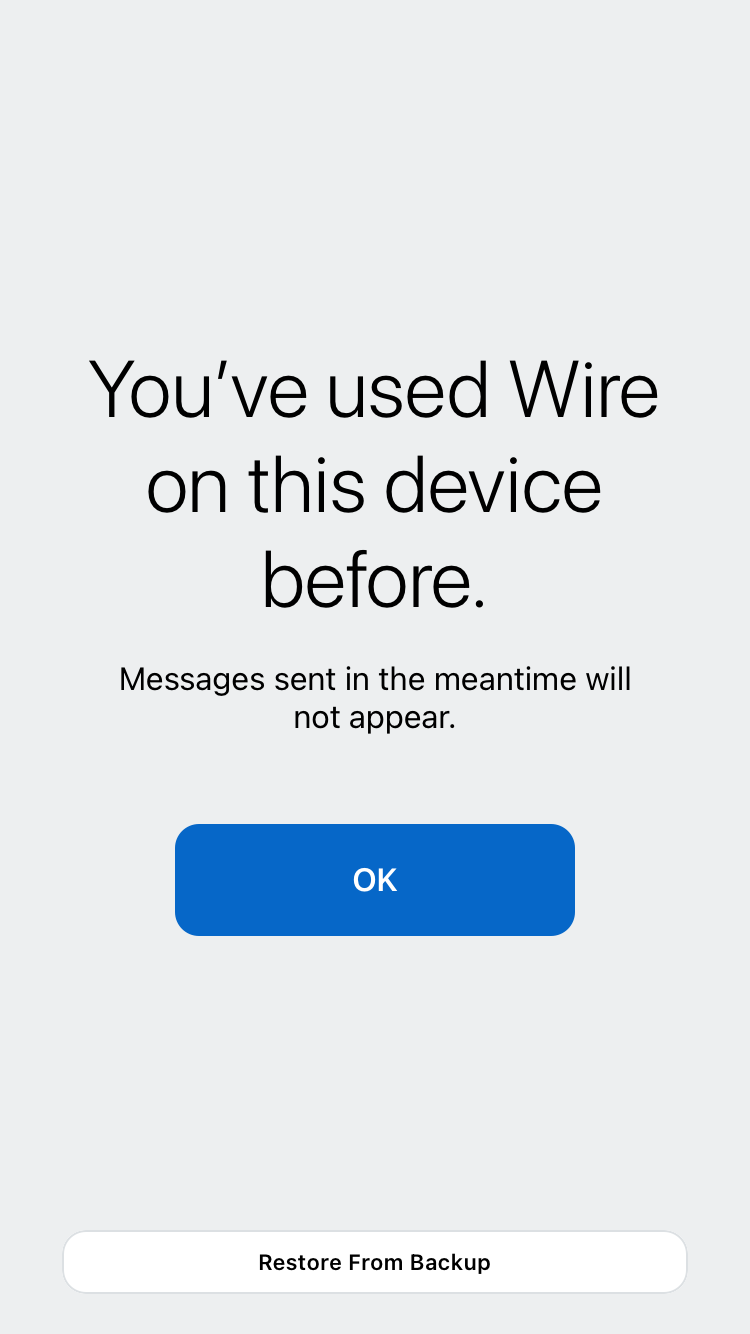 You’ve used Wire
on this device
before.
Messages sent in the meantime will
not appear.
OK
Restore From Backup